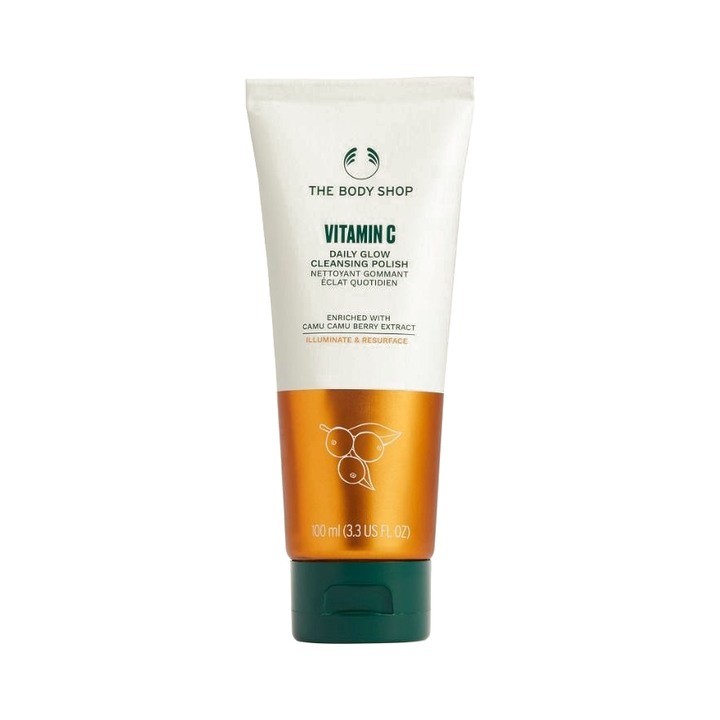 THE BODY SHOP
VITAMIN C
DAILY GLOW
CLEANSING POLISH
NETTOYANT GOMMANT
ÉCLAT QUOTIDIEN
ENRICHED WITH
CAMU CAMU BERRY EXTRACT
ILLUMINATE & RESURFACE
100 ml (3.3 US FL OZ)